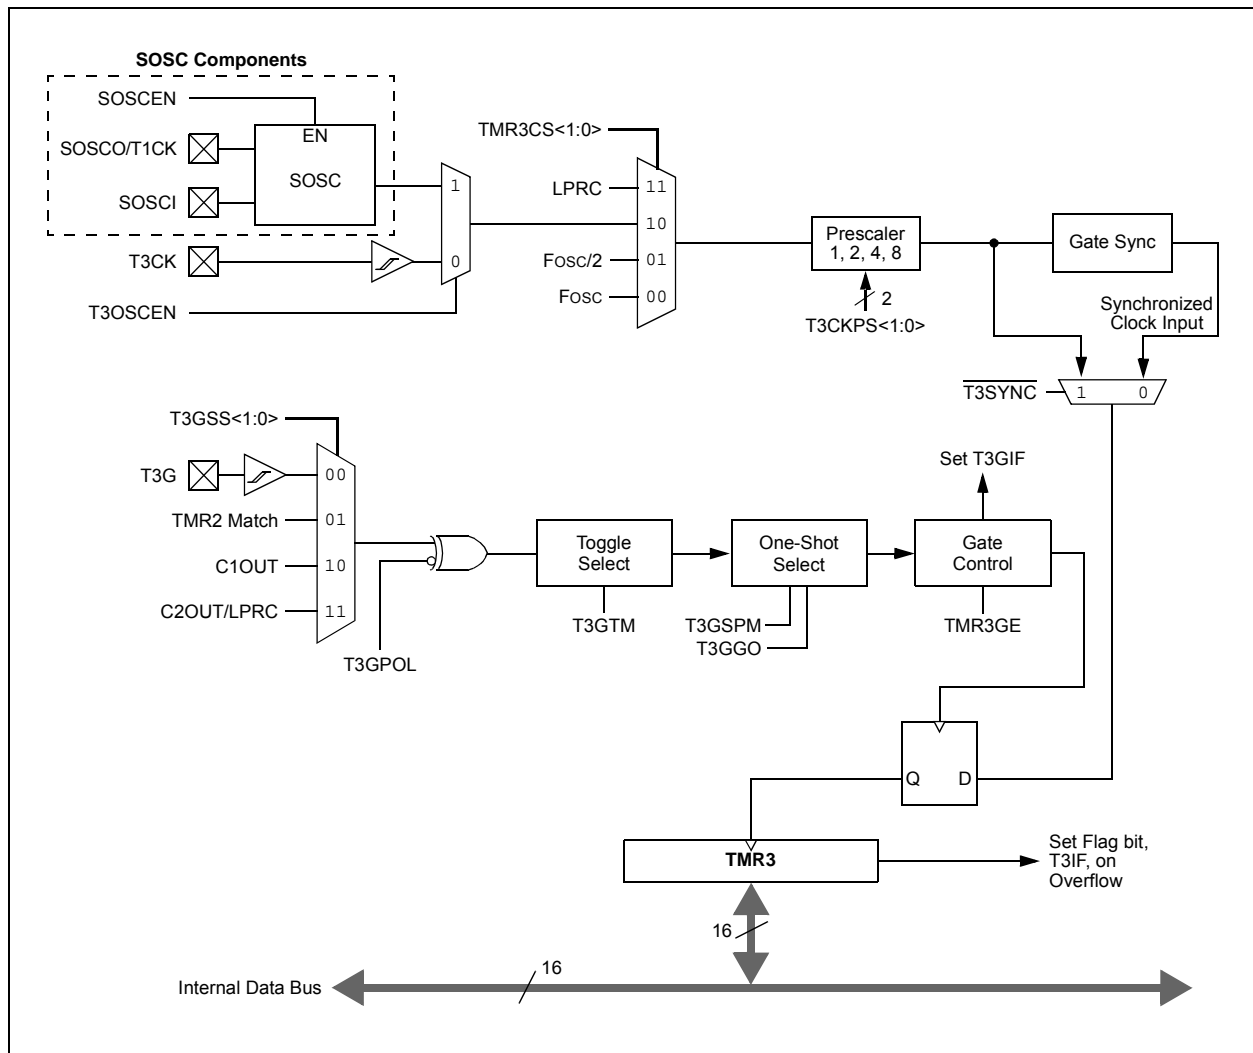 SOSC Components
SOSCEN
EN
SOSCO/T1CK
SOSC
SOSCI
1
T3CK
0
T3OSCEN
TMR3CS<1:0>
LPRC
11
10
FOSC/2
01
FOSC
00
Prescaler
1, 2, 4, 8
2
T3CKPS<1:0>
Gate Sync
Synchronized
Clock Input
T3SYNC
1
0
T3GSS<1:0>
T3G
00
TMR2 Match
01
C1OUT
10
C2OUT/LPRC
11
T3GPOL
Toggle
Select
T3GTM
One-Shot
Select
T3GSPM
T3GGO
Set T3GIF
Gate
Control
TMR3GE
Q
D
TMR3
Set Flag bit,
T3IF, on
Overflow
16
16
Internal Data Bus